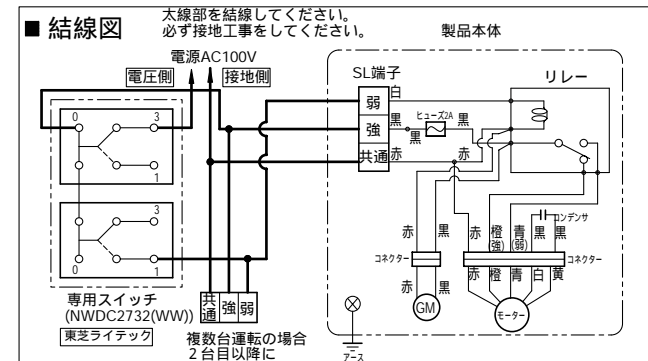 ■ 結線図
太線部を結線してください。
必ず接地工事をしてください。
製品本体
電源AC100V
電圧側
接地側
SL端子
リレー
弱
白
強
黒
ヒューズ2A
黒
黒
共通
赤
赤
0
3
1
3
0
1
赤
黒
赤
橙
(強)
青
(弱)
黒
黒
コンデンサ
コネクター
コネクター
赤
黒
赤
橙
青
白
黄
GM
モーター
アース
専用スイッチ
(NWDC2732(WW))
東芝ライテック
共通
強
弱
複数台運転の場合
2台目以降に